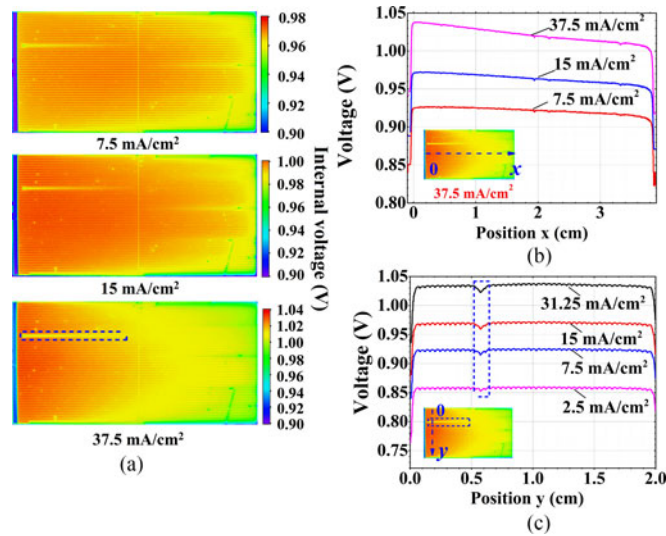 0.98
0.96
0.94
0.92
0.90
7.5 mA/cm²
1.00
0.98
0.96
0.94
0.92
0.90
15 mA/cm²
1.04
1.02
1.00
0.98
0.96
0.94
0.92
0.90
37.5 mA/cm²
Internal voltage (V)
(a)
1.05
1.00
0.95
0.90
0.85
0.80
Voltage (V)
37.5 mA/cm²
15 mA/cm²
7.5 mA/cm²
0
x
37.5 mA/cm²
0
1
2
3
Position x (cm)
(b)
1.05
1.00
0.95
0.90
0.85
0.80
0.75
Voltage (V)
31.25 mA/cm²
15 mA/cm²
7.5 mA/cm²
2.5 mA/cm²
0
y
0.0
0.5
1.0
1.5
2.0
Position y (cm)
(c)